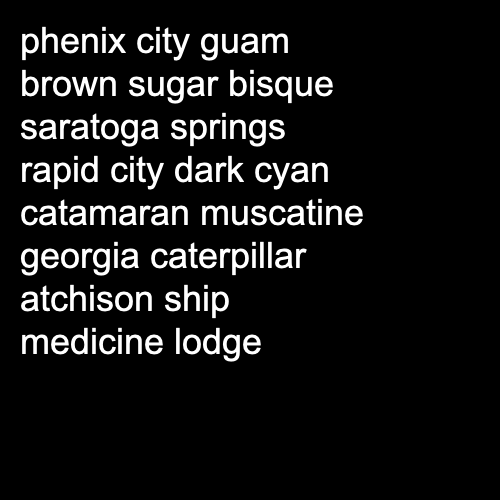 phenix city guam
brown sugar bisque
saratoga springs
rapid city dark cyan
catamaran muscatine
georgia caterpillar
atchison ship
medicine lodge